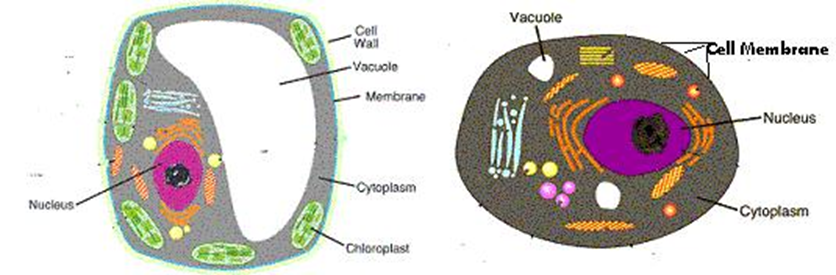 Cell
Wall
Vacuole
Membrane
Cytoplasm
Nucleus
Chloroplast
Vacuole
Cell Membrane
Nucleus
Cytoplasm